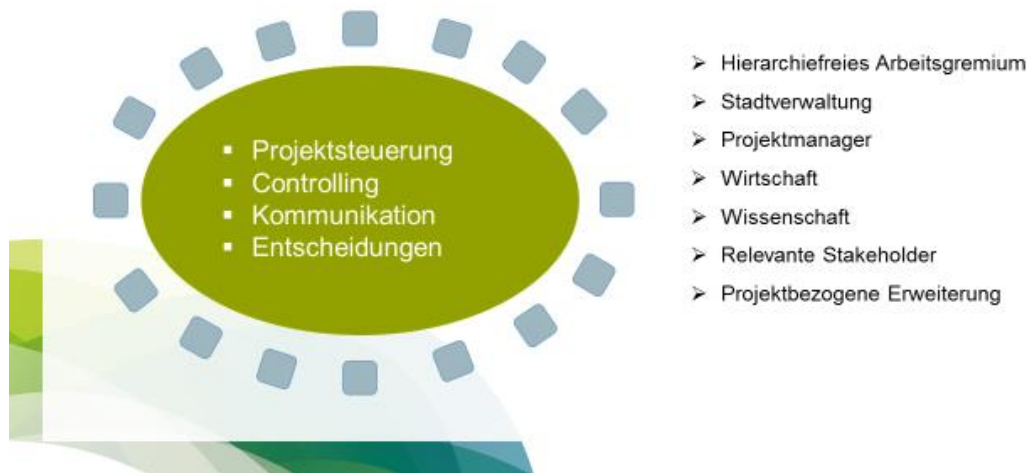 ▪ Projektsteuerung
▪ Controlling
▪ Kommunikation
▪ Entscheidungen
➢ Hierarchiefreies Arbeitsgremium
➢ Stadtverwaltung
➢ Projektmanager
➢ Wirtschaft
➢ Wissenschaft
➢ Relevante Stakeholder
➢ Projektbezogene Erweiterung